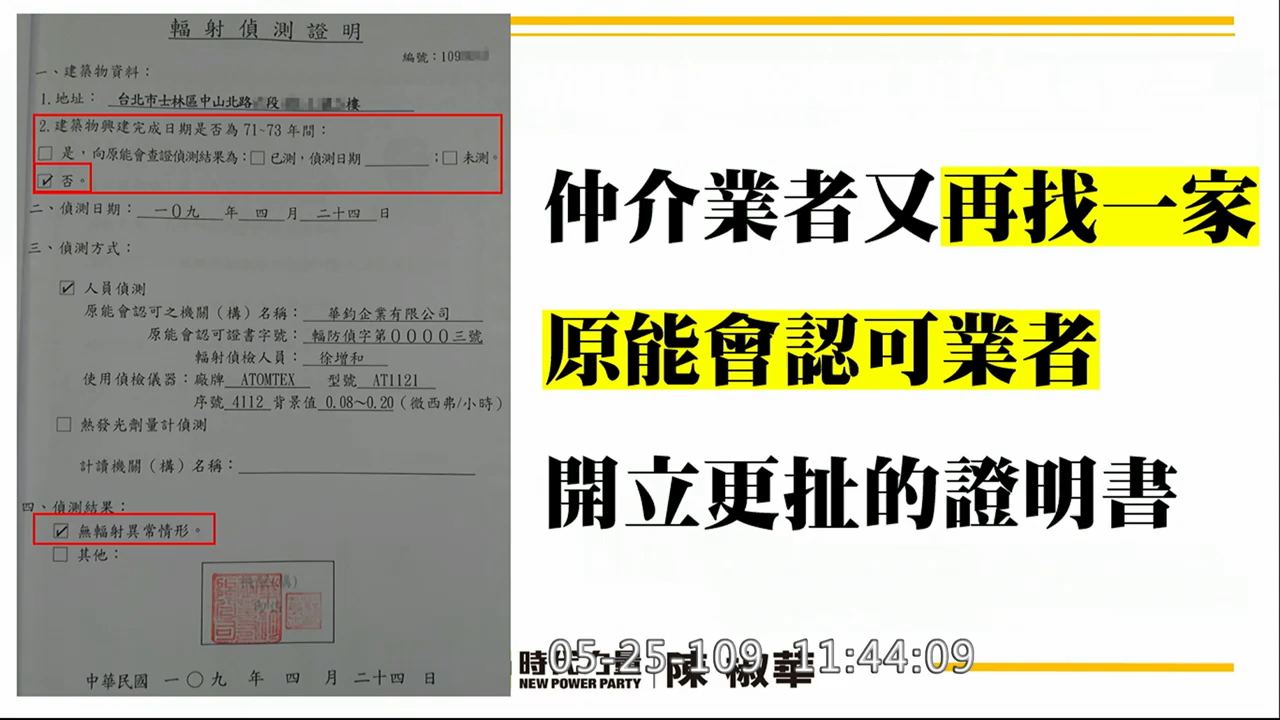 輻射偵測證明
編號:109
一、建築物資料:
1.地址: 台北市士林區中山北路 段 樓
2.建築物興建完成日期是否為71~73年間:
□ 是,向原能會查證偵測結果為:□已測,偵測日期 ;□未測。
☑ 否。
二、偵測日期: 一0九 年 四 月 二十四 日
三、偵測方式:
☑ 人員偵測
原能會認可之機關(構)名稱: 華鈞企業有限公司
原能會認可證書字號: 輻防偵字第0000三號
輻射偵檢人員: 徐增和
使用偵檢儀器:廠牌 ATOMTEX 型號 AT1121
序號 4112 背景值 0.08~0.20 (微西弗/小時)
□ 熱發光劑量計偵測
計讀機關(構)名稱:
四、偵測結果:
☑ 無輻射異常情形。
□ 其他:
中華民國 一〇九 年 四 月 二十四 日
仲介業者又再找一家
原能會認可業者
開立更扯的證明書
時代力量
NEW POWER PARTY
陳椒華
05-25-109 11:44:09